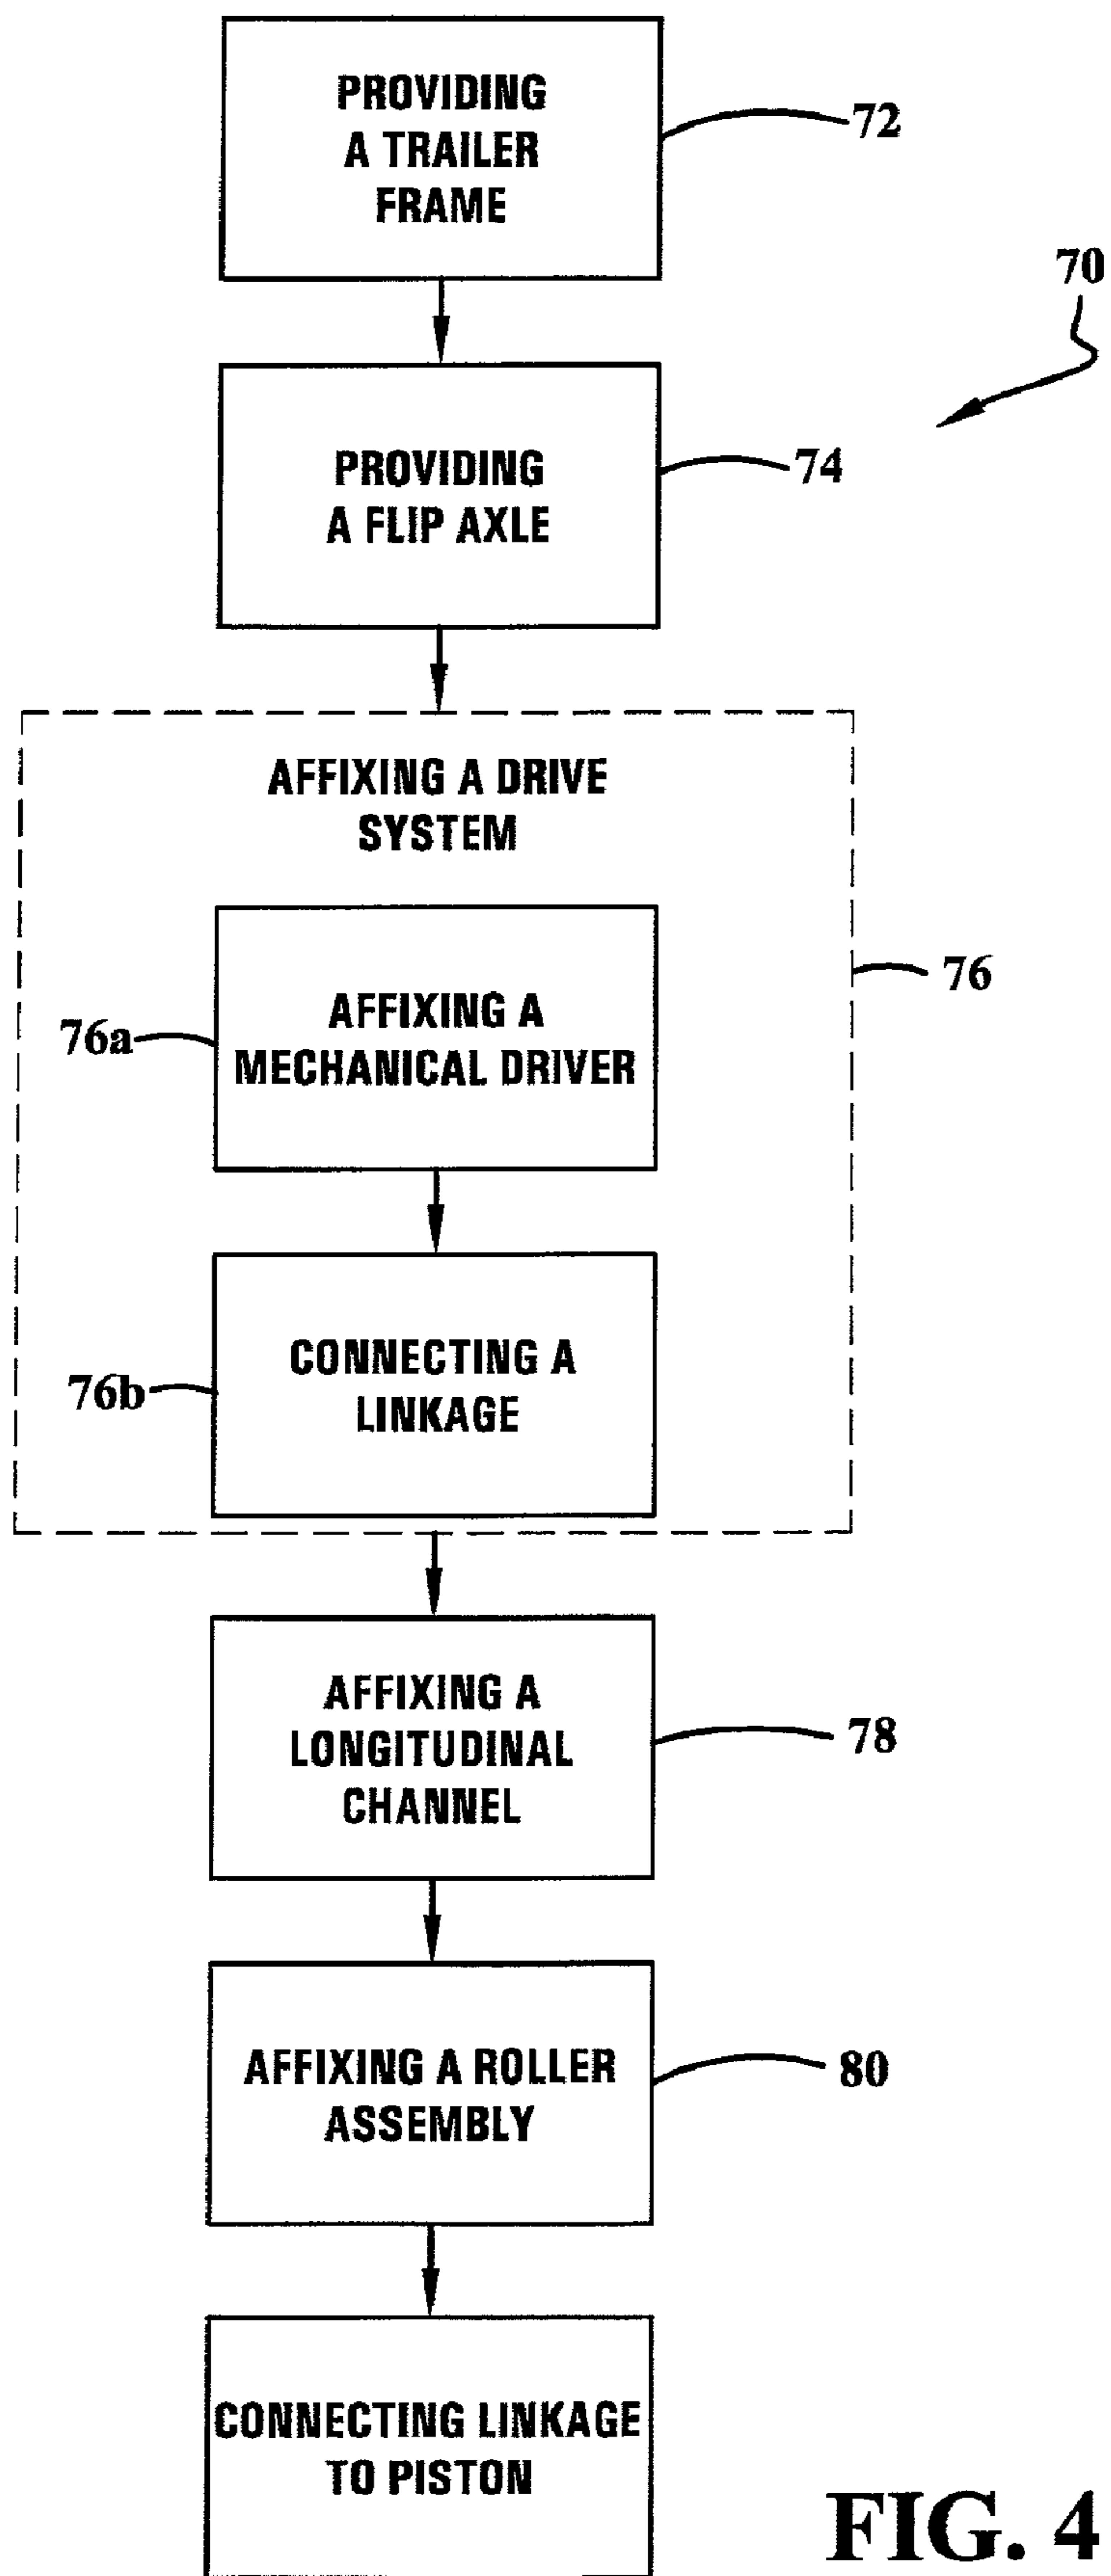 PROVIDING
A TRAILER
FRAME
72
70
PROVIDING
A FLIP AXLE
74
AFFIXING A DRIVE
SYSTEM
76
AFFIXING A
MECHANICAL DRIVER
76a
CONNECTING A
LINKAGE
76b
AFFIXING A
LONGITUDINAL
CHANNEL
78
AFFIXING A ROLLER
ASSEMBLY
80
CONNECTING LINKAGE
TO PISTON
FIG. 4